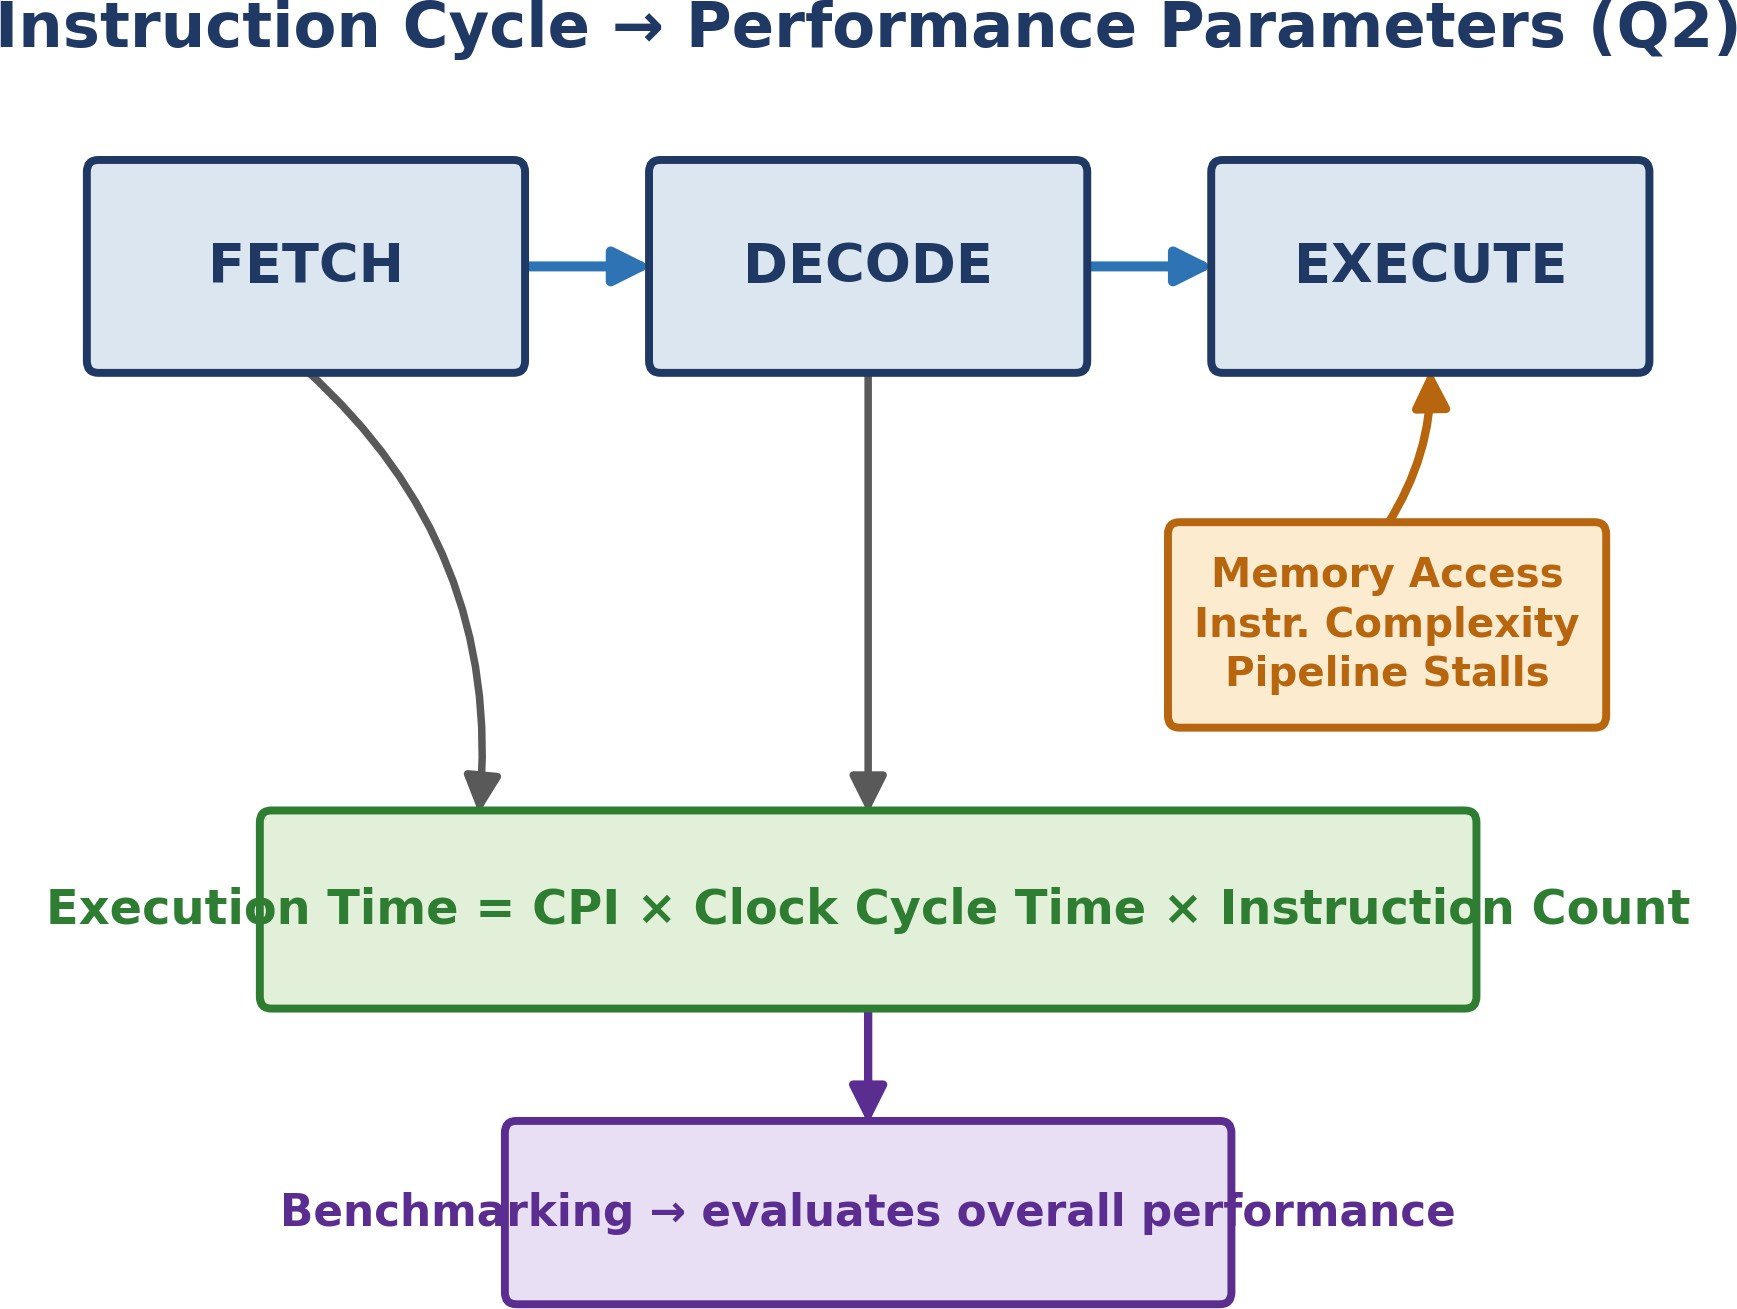 Instruction Cycle → Performance Parameters (Q2)
FETCH
DECODE
EXECUTE
Memory Access
Instr. Complexity
Pipeline Stalls
Execution Time = CPI × Clock Cycle Time × Instruction Count
Benchmarking → evaluates overall performance